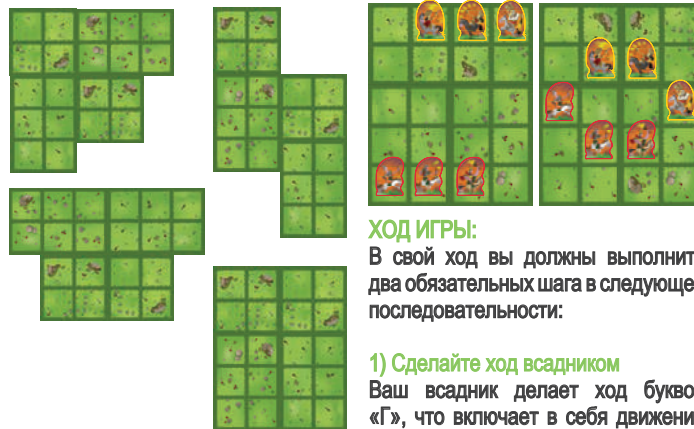 ХОД ИГРЫ:
В свой ход вы должны выполнит
два обязательных шага в следующе
последовательности:
1) Сделайте ход всадником
Ваш всадник делает ход букво
«Г», что включает в себя движени